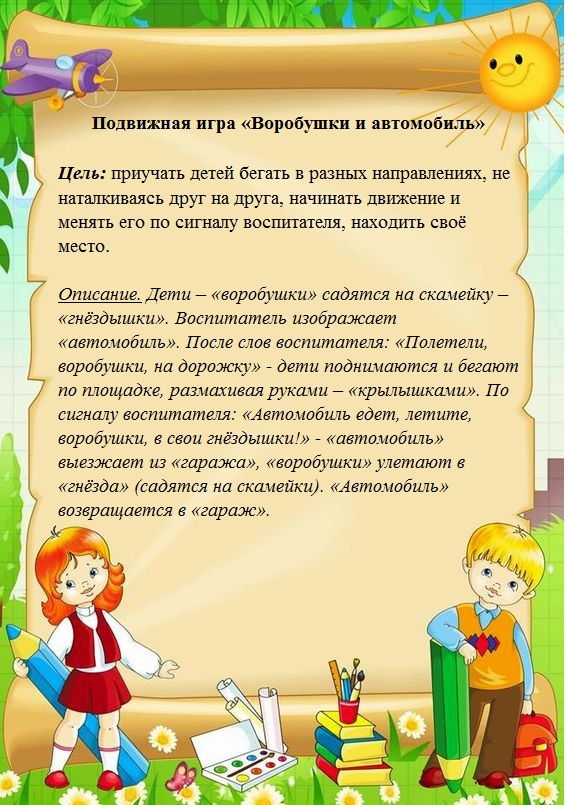 Подвижная игра «Воробушки и автомобиль»
Цель: приучать детей бегать в разных направлениях, не
наталкиваясь друг на друга, начинать движение и
менять его по сигналу воспитателя, находить своё
место.
Описание. Дети – «воробушки» садятся на скамейку –
«гнёздышки». Воспитатель изображает
«автомобиль». После слов воспитателя: «Полетели,
воробушки, на дорожку» - дети поднимаются и бегают
по площадке, размахивая руками – «крылышками». По
сигналу воспитателя: «Автомобиль едет, летите,
воробушки, в свои гнёздышки!» - «автомобиль»
выезжает из «гаража», «воробушки» улетают в
«гнёзда» (садятся на скамейки). «Автомобиль»
возвращается в «гараж».